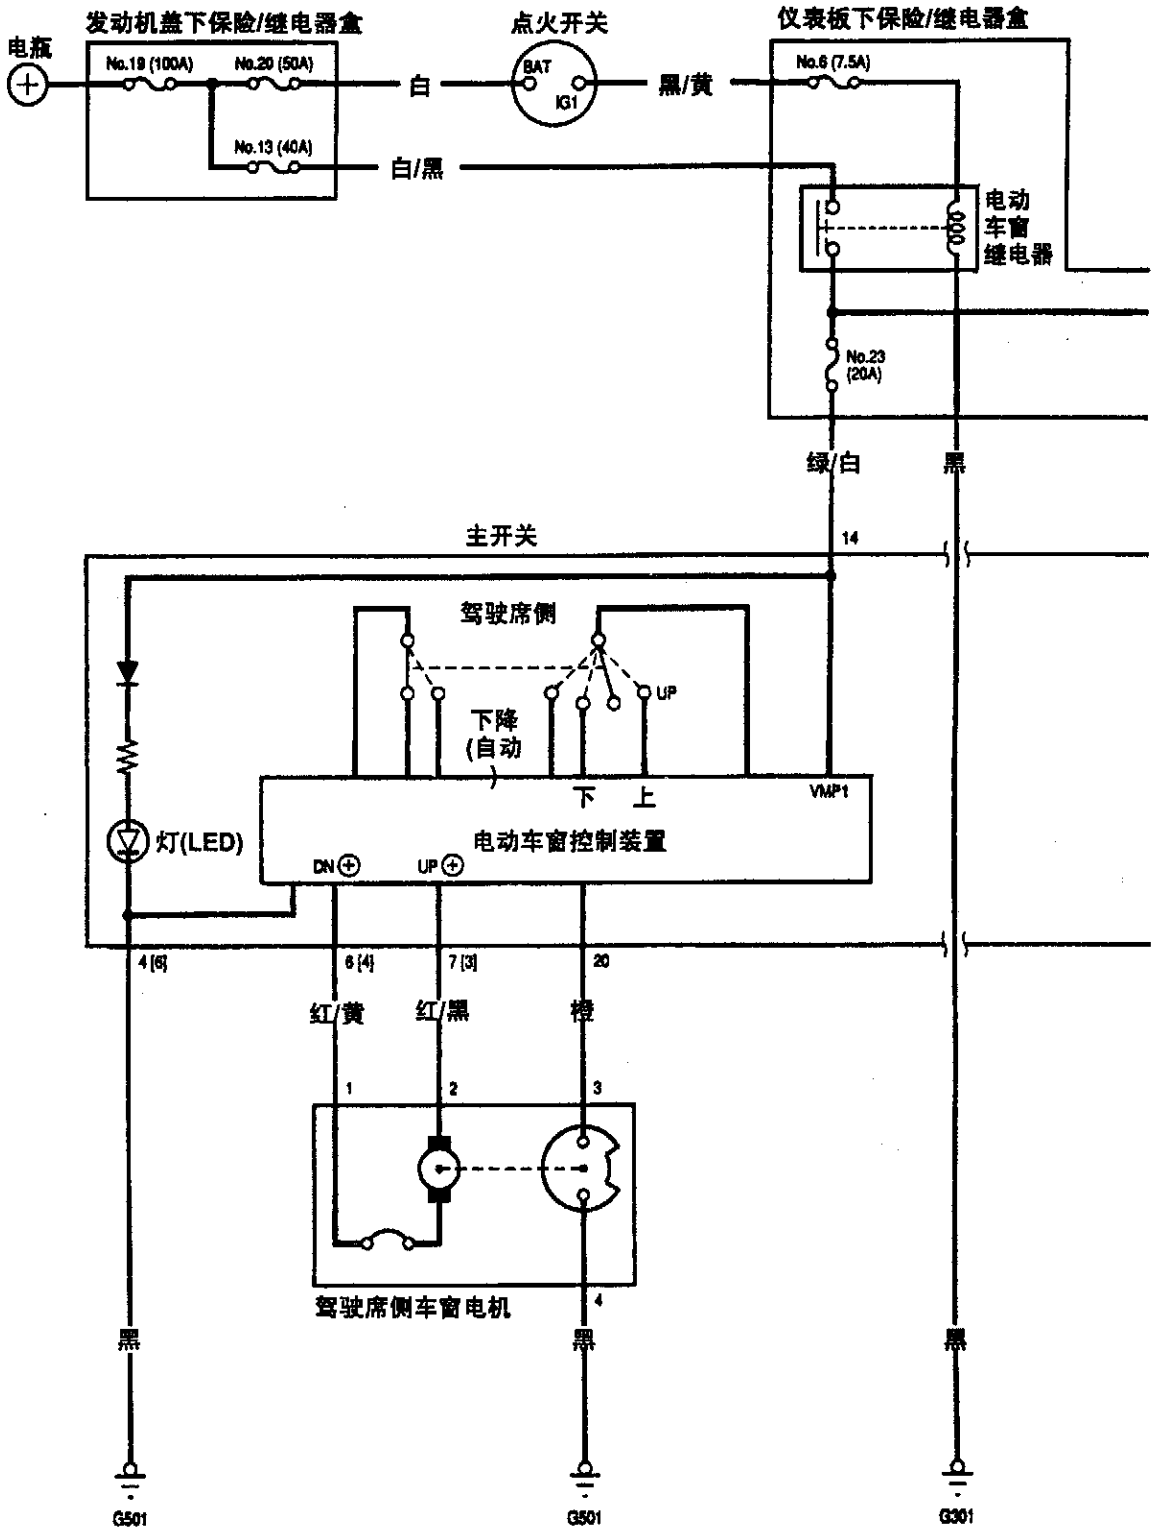 发动机盖下保险/继电器盒
点火开关
仪表板下保险/继电器盒
电瓶
No.19 (100A)
No.20 (50A)
No.6 (7.5A)
BAT
白
黑/黄
IG1
No.13 (40A)
白/黑
电动
车窗
继电器
No.23
(20A)
绿/白
黑
主开关
14
驾驶席侧
UP
下降
(自动
)
下
上
VMP1
灯(LED)
电动车窗控制装置
DN
UP
4 [6]
6 [4]
7 [3]
20
红/黄
红/黑
橙
1
2
3
驾驶席侧车窗电机
4
黑
黑
黑
G501
G501
G301